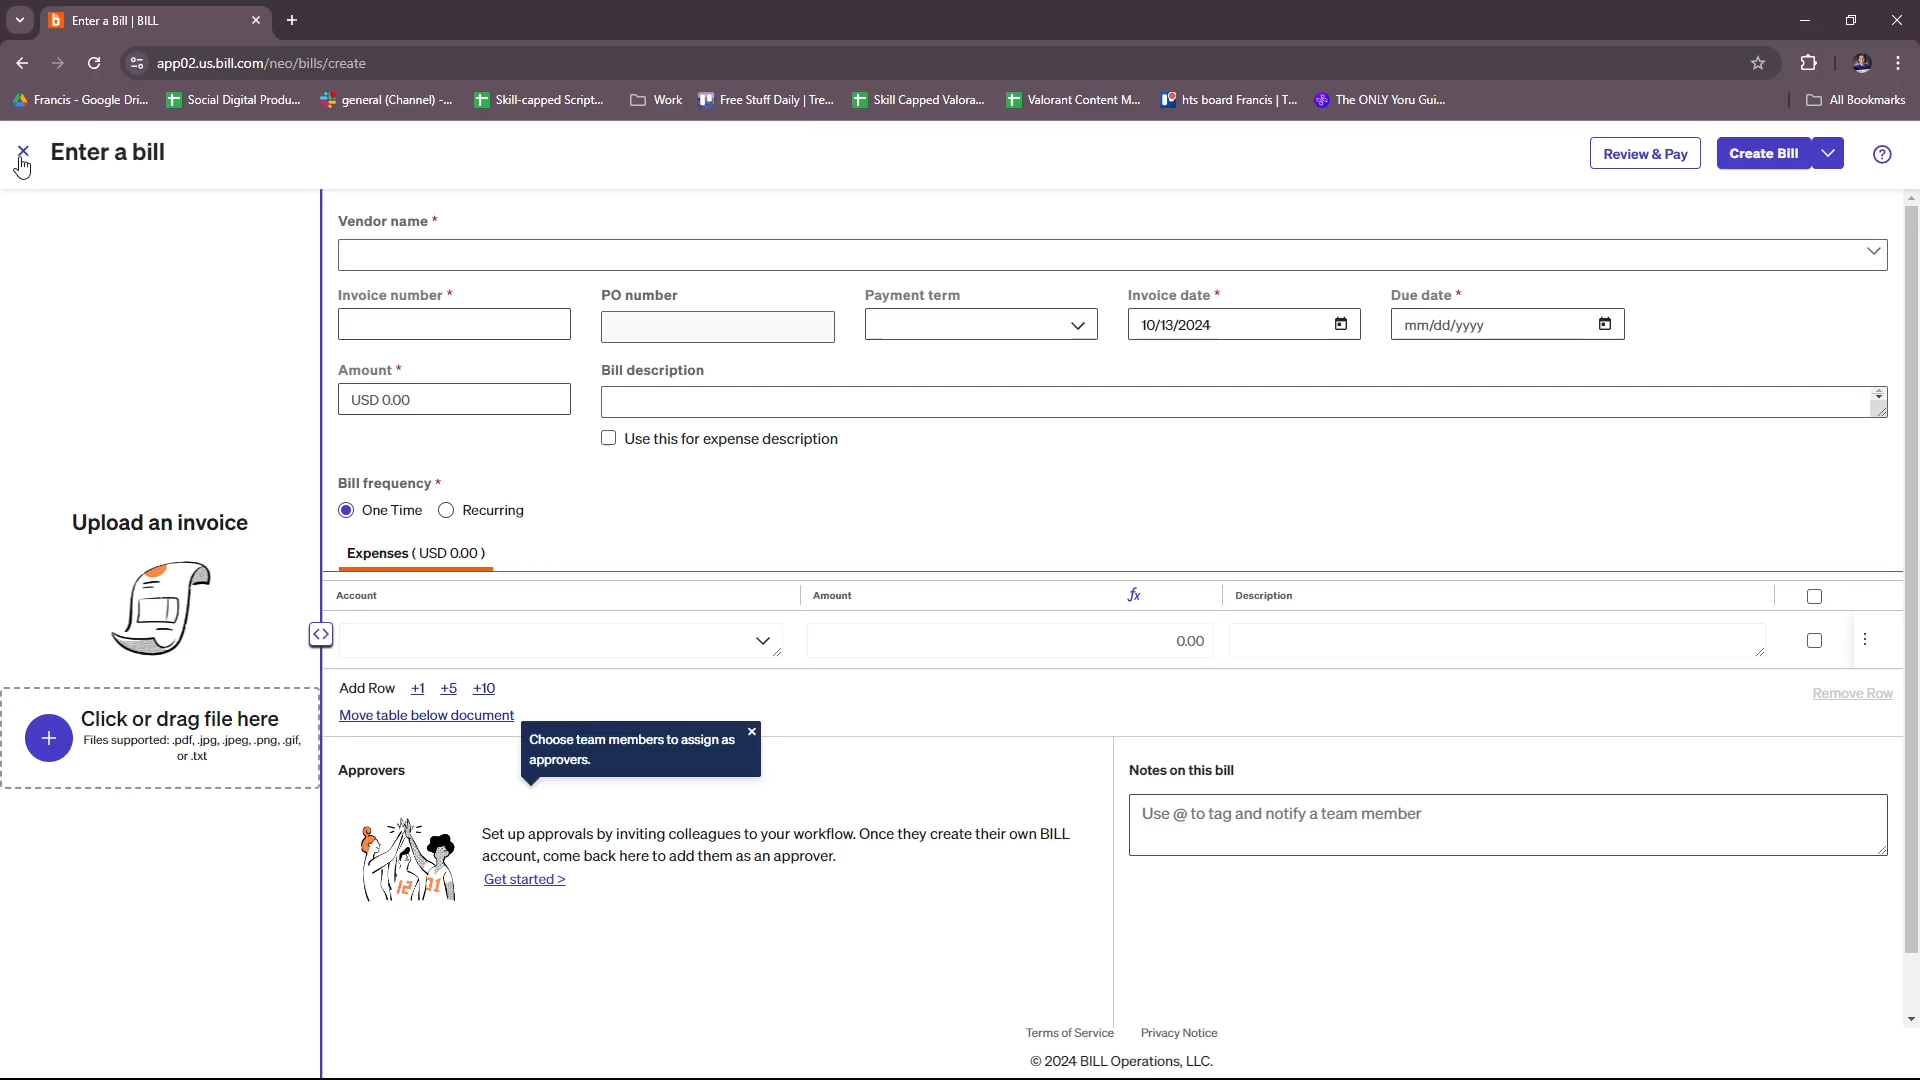 Enter a Bill | BILL
app02.us.bill.com/neo/bills/create
Francis - Google Dri...
Social Digital Produ...
general (Channel) -...
Skill-capped Script...
Work
Free Stuff Daily | Tre...
Skill Capped Valora...
Valorant Content M...
hts board Francis | T...
The ONLY Yoru Gui...
All Bookmarks
Enter a bill
Review & Pay
Create Bill
Vendor name *
Invoice number *
PO number
Payment term
Invoice date *
Due date *
10/13/2024
mm/dd/yyyy
Amount *
Bill description
USD 0.00
Use this for expense description
Bill frequency *
One Time
Recurring
Upload an invoice
Expenses ( USD 0.00 )
Account
Amount
fx
Description
0.00
Add Row +1 +5 +10
Remove Row
Move table below document
Click or drag file here
Files supported: .pdf, .jpg, .jpeg, .png, .gif,
or .txt
Choose team members to assign as
approvers.
Approvers
Notes on this bill
Use @ to tag and notify a team member
Set up approvals by inviting colleagues to your workflow. Once they create their own BILL
account, come back here to add them as an approver.
Get started >
Terms of Service
Privacy Notice
© 2024 BILL Operations, LLC.